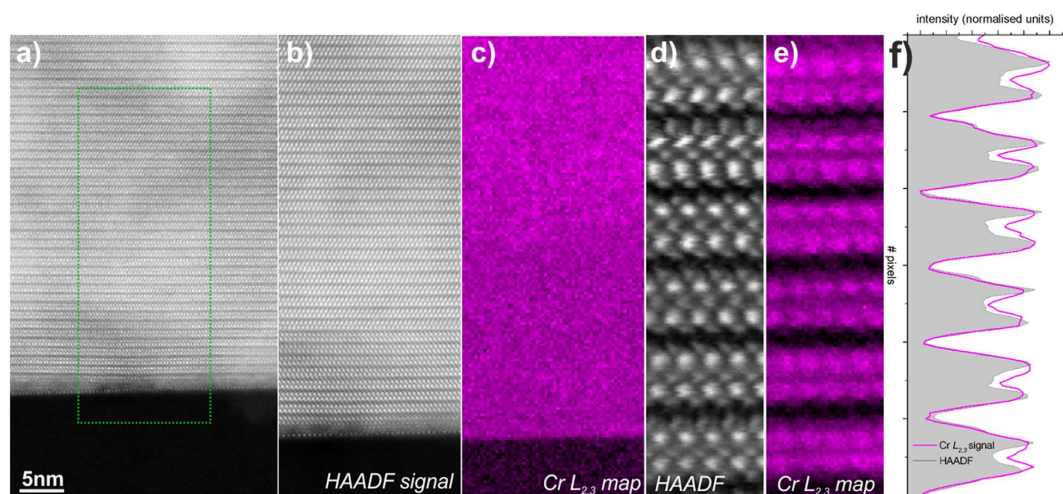 intensity (normalised units)
a)
b)
c)
d)
e)
f)
# pixels
Cr L2,3 signal
HAADF
5nm
HAADF signal
Cr L2,3 map
HAADF
Cr L2,3 map